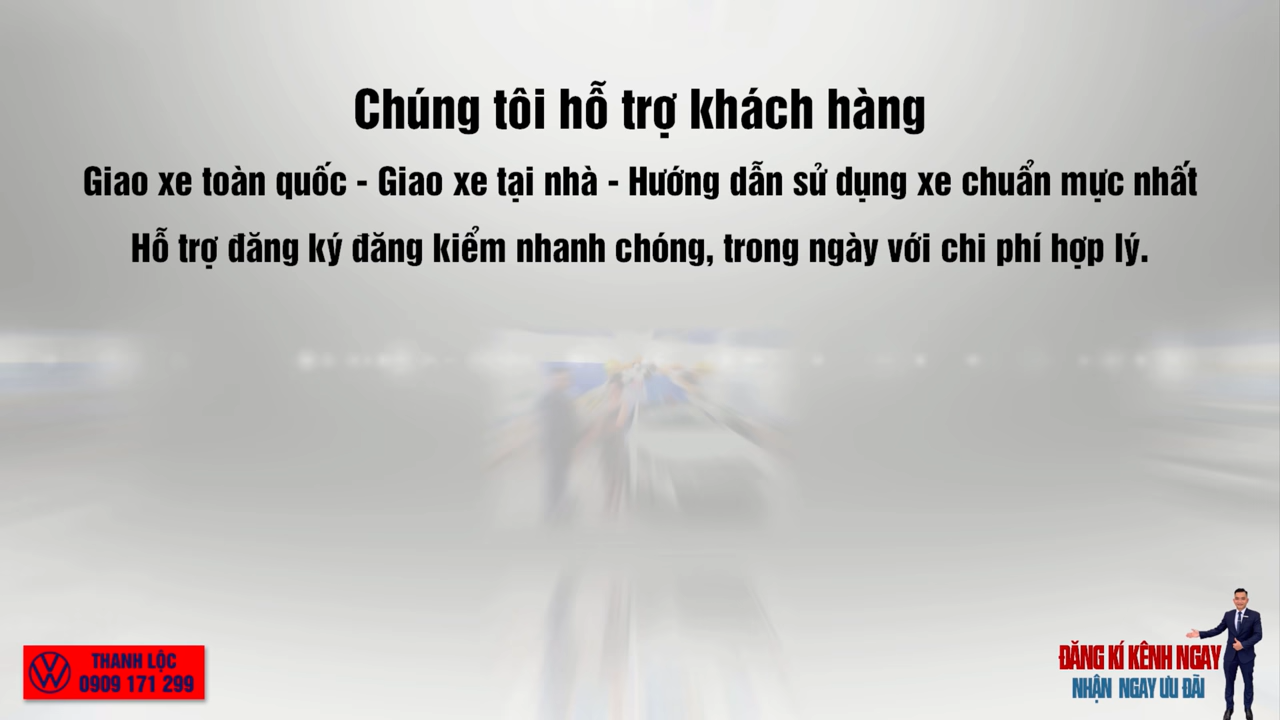 Chúng tôi hỗ trợ khách hàng
Giao xe toàn quốc - Giao xe tại nhà - Hướng dẫn sử dụng xe chuẩn mực nhất
Hỗ trợ đăng ký đăng kiểm nhanh chóng, trong ngày với chi phí hợp lý.
THANH LỘC
0909 171 299
ĐĂNG KÍ KÊNH NGAY
NHẬN NGAY ƯU ĐÃI